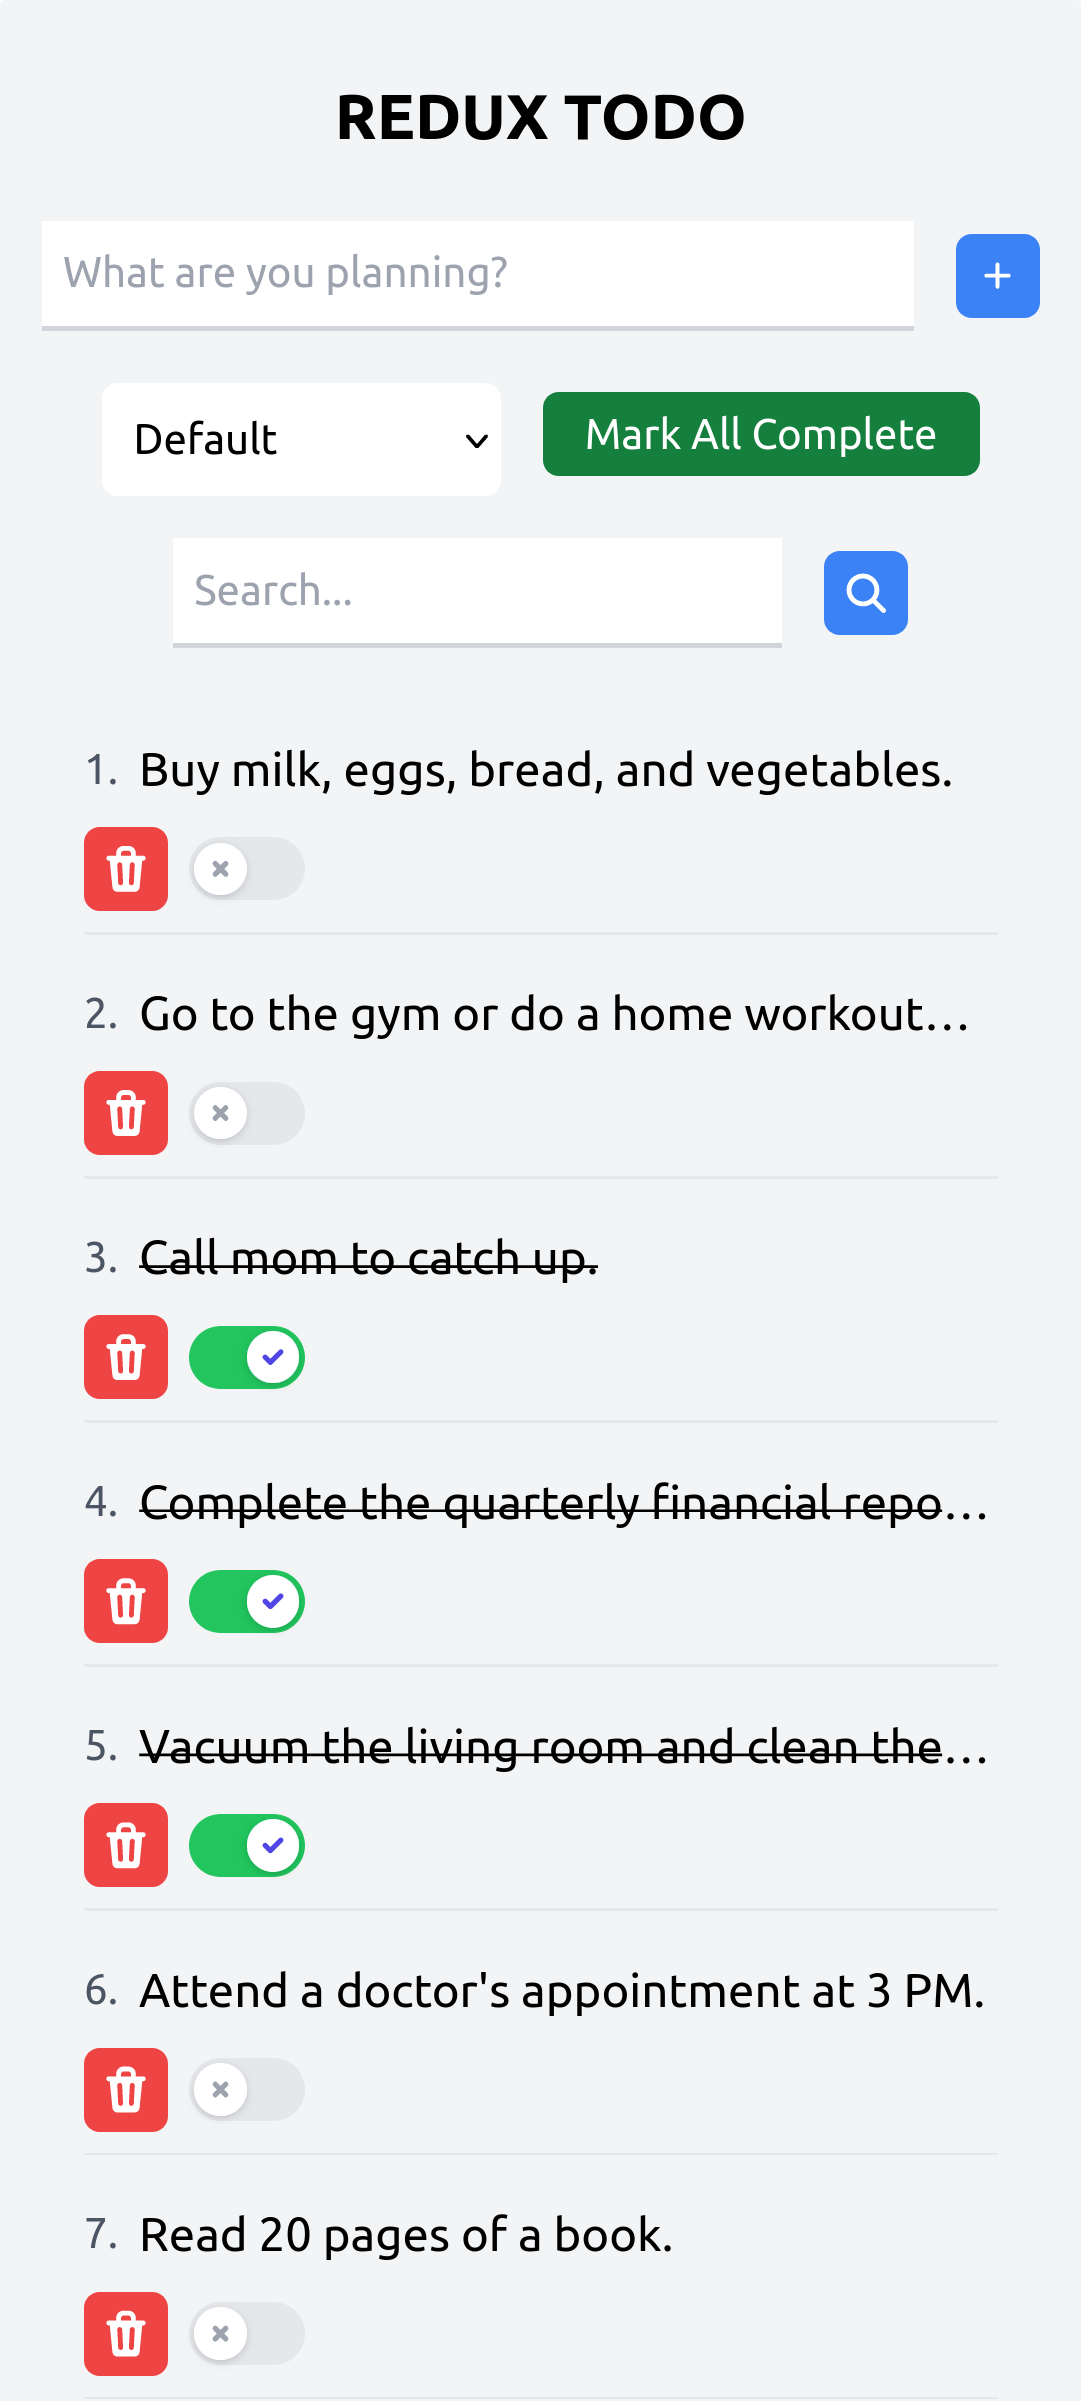 REDUX TODO
What are you planning?
Default
Mark All Complete
Search...
1. Buy milk, eggs, bread, and vegetables.
2. Go to the gym or do a home workout...
3. Call mom to catch up.
4. Complete the quarterly financial repo...
5. Vacuum the living room and clean the...
6. Attend a doctor's appointment at 3 PM.
7. Read 20 pages of a book.